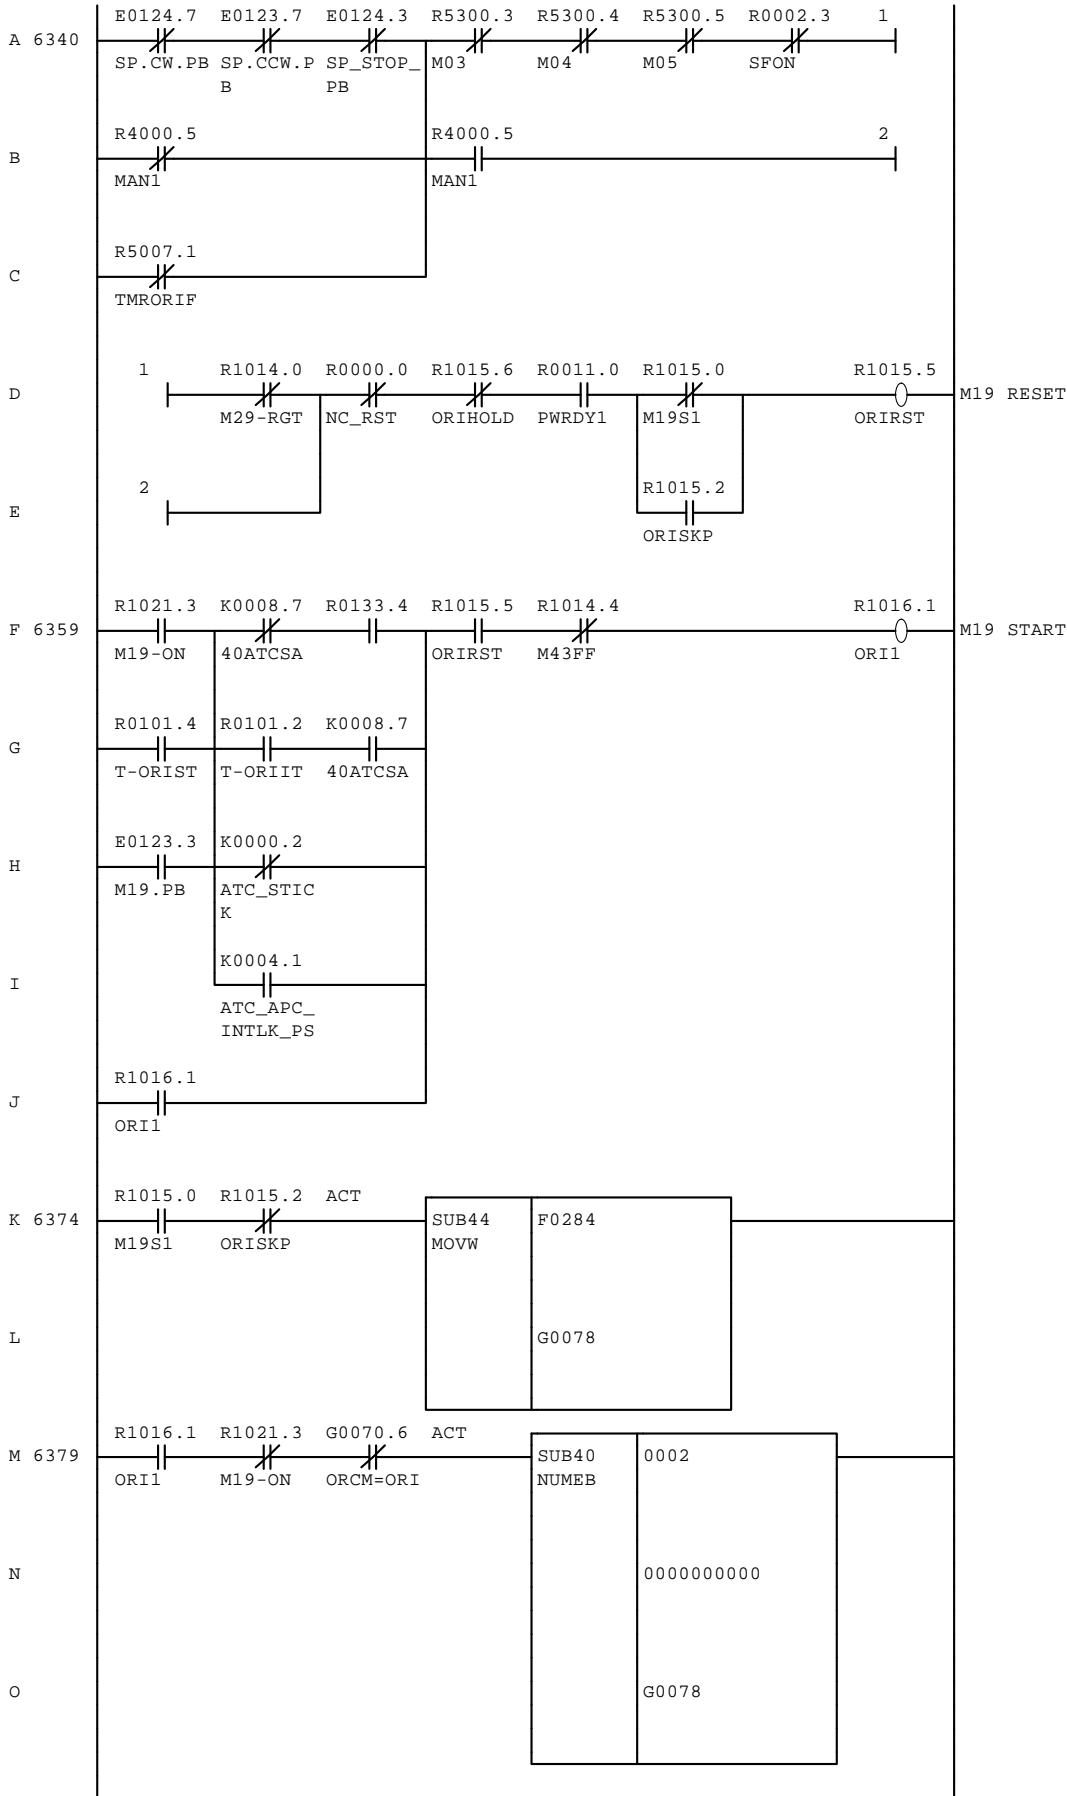 E0124.7 E0123.7 E0124.3 R5300.3 R5300.4 R5300.5 R0002.3 1
A 6340
SP.CW.PB SP.CCW.P SP_STOP_ M03 M04 M05 SFON
B PB
R4000.5 R4000.5 2
B
MAN1 MAN1
R5007.1
C
TMRORIF
1 R1014.0 R0000.0 R1015.6 R0011.0 R1015.0 R1015.5
D M19 RESET
M29-RGT NC_RST ORIHOLD PWRDY1 M19S1 ORIRST
2 R1015.2
E
ORISKP
R1021.3 K0008.7 R0133.4 R1015.5 R1014.4 R1016.1
F 6359 M19 START
M19-ON 40ATCSA ORIRST M43FF ORI1
R0101.4 R0101.2 K0008.7
G
T-ORIST T-ORIIT 40ATCSA
E0123.3 K0000.2
H
M19.PB ATC_STIC
K
K0004.1
I
ATC_APC_
INTLK_PS
R1016.1
J
ORI1
R1015.0 R1015.2 ACT
K 6374 SUB44 F0284
M19S1 ORISKP MOVW
L G0078
R1016.1 R1021.3 G0070.6 ACT
M 6379 SUB40 0002
ORI1 M19-ON ORCM=ORI NUMEB
N 0000000000
O G0078